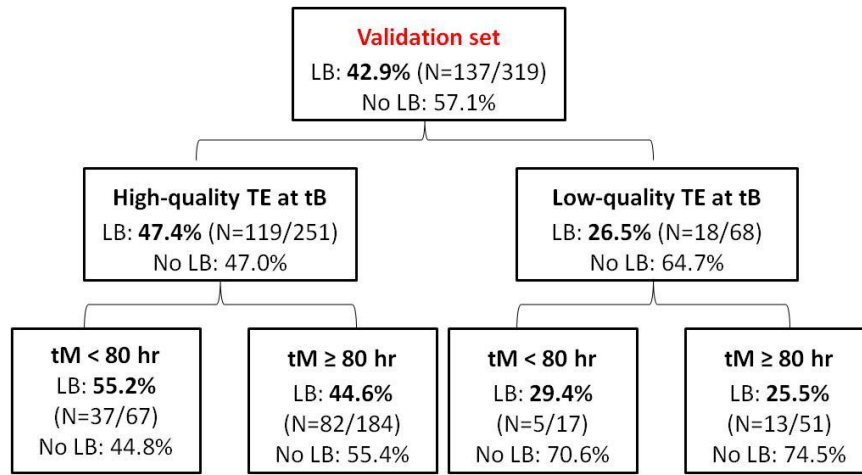 Validation set
LB: 42.9% (N=137/319)
No LB: 57.1%
High-quality TE at tB
LB: 47.4% (N=119/251)
No LB: 47.0%
Low-quality TE at tB
LB: 26.5% (N=18/68)
No LB: 64.7%
tM < 80 hr
LB: 55.2%
(N=37/67)
No LB: 44.8%
tM ≥ 80 hr
LB: 44.6%
(N=82/184)
No LB: 55.4%
tM < 80 hr
LB: 29.4%
(N=5/17)
No LB: 70.6%
tM ≥ 80 hr
LB: 25.5%
(N=13/51)
No LB: 74.5%